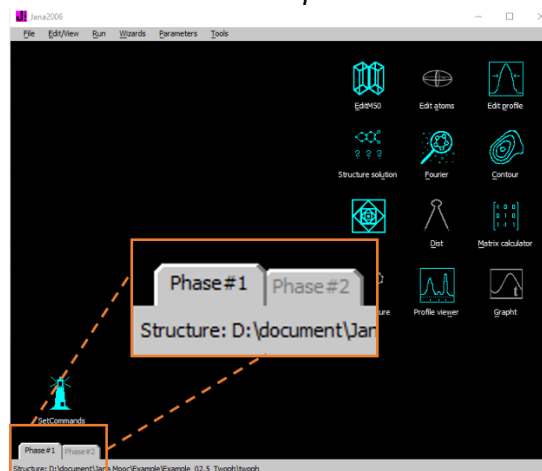 Jana2006
File Edit/View Run Wizards Parameters Tools
EditM50 Edit atoms Edit profile
? ? ?
Structure solution Fourier Contour
Dist Matrix calculator
Phase#1 Phase#2
ure Profile viewer Grapht
Structure: D:\document\Jan
SetCommands
Phase#1 Phase#2
Structure: D:\document\Jana Mooc\Example\Example_02.5_Twoph\twoph